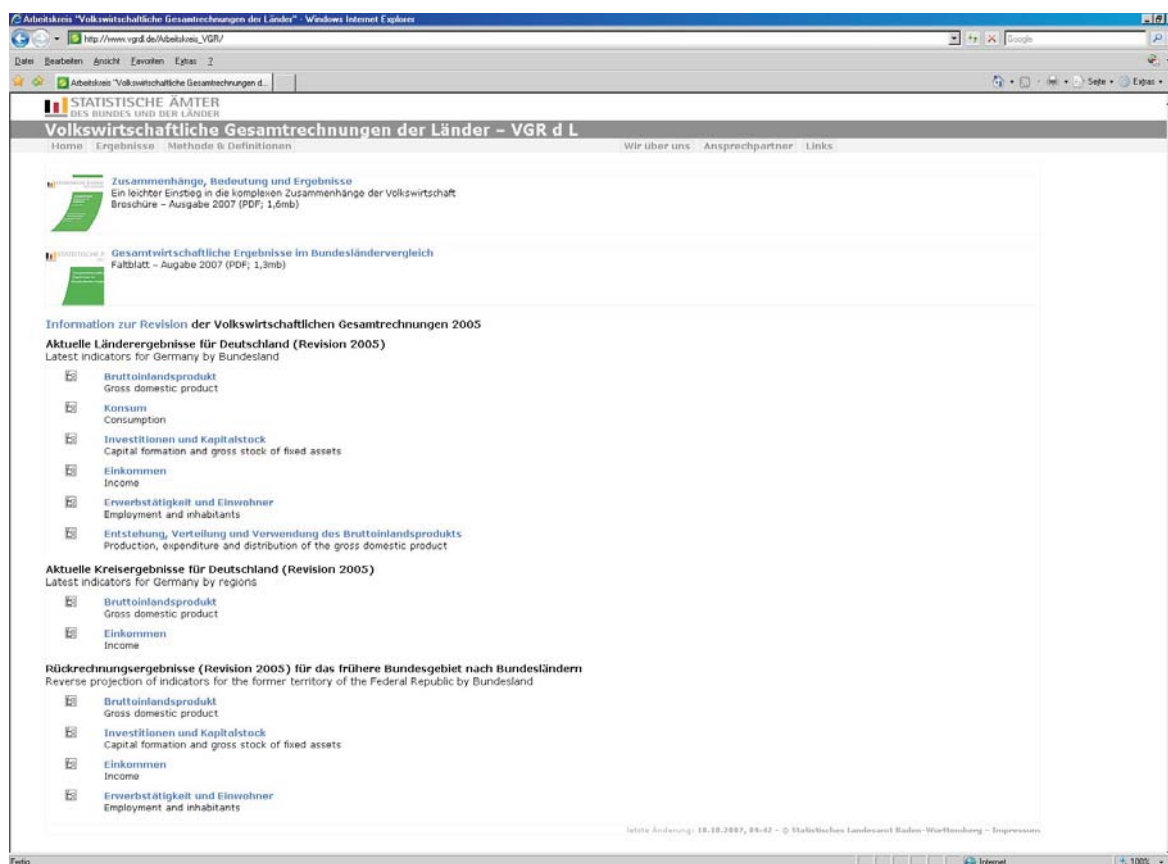 Arbeitskreis "Volkswirtschaftliche Gesamtrechnungen der Länder" - Windows Internet Explorer
http://www.vgrdl.de/Arbeitskreis_VGR/
Google
Datei Bearbeiten Ansicht Favoriten Extras ?
Arbeitskreis "Volkswirtschaftliche Gesamtrechnungen d...
Seite Extras
STATISTISCHE ÄMTER
DES BUNDES UND DER LÄNDER
Volkswirtschaftliche Gesamtrechnungen der Länder – VGR d L
Home Ergebnisse Methode & Definitionen Wir über uns Ansprechpartner Links
Zusammenhänge, Bedeutung und Ergebnisse
Ein leichter Einstieg in die komplexen Zusammenhänge der Volkswirtschaft
Broschüre – Ausgabe 2007 (PDF; 1,6mb)
Gesamtwirtschaftliche Ergebnisse im Bundesländervergleich
Faltblatt – Augabe 2007 (PDF; 1,3mb)
Information zur Revision der Volkswirtschaftlichen Gesamtrechnungen 2005
Aktuelle Länderergebnisse für Deutschland (Revision 2005)
Latest indicators for Germany by Bundesland
Bruttoinlandsprodukt
Gross domestic product
Konsum
Consumption
Investitionen und Kapitalstock
Capital formation and gross stock of fixed assets
Einkommen
Income
Erwerbstätigkeit und Einwohner
Employment and inhabitants
Entstehung, Verteilung und Verwendung des Bruttoinlandsprodukts
Production, expenditure and distribution of the gross domestic product
Aktuelle Kreisergebnisse für Deutschland (Revision 2005)
Latest indicators for Germany by regions
Bruttoinlandsprodukt
Gross domestic product
Einkommen
Income
Rückrechnungsergebnisse (Revision 2005) für das frühere Bundesgebiet nach Bundesländern
Reverse projection of indicators for the former territory of the Federal Republic by Bundesland
Bruttoinlandsprodukt
Gross domestic product
Investitionen und Kapitalstock
Capital formation and gross stock of fixed assets
Einkommen
Income
Erwerbstätigkeit und Einwohner
Employment and inhabitants
letzte Änderung: 18.10.2007, 09:42 – © Statistisches Landesamt Baden-Württemberg – Impressum
Fertig Internet 100%